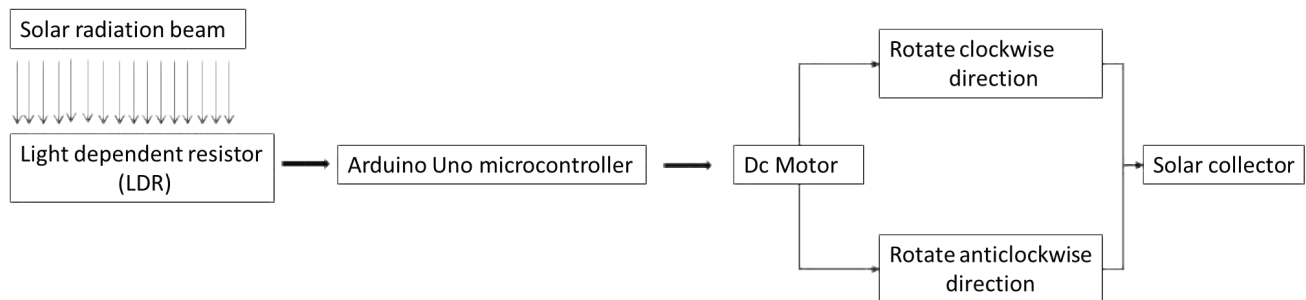 Solar radiation beam
Light dependent resistor
(LDR)
Arduino Uno microcontroller
Dc Motor
Rotate clockwise
direction
Rotate anticlockwise
direction
Solar collector